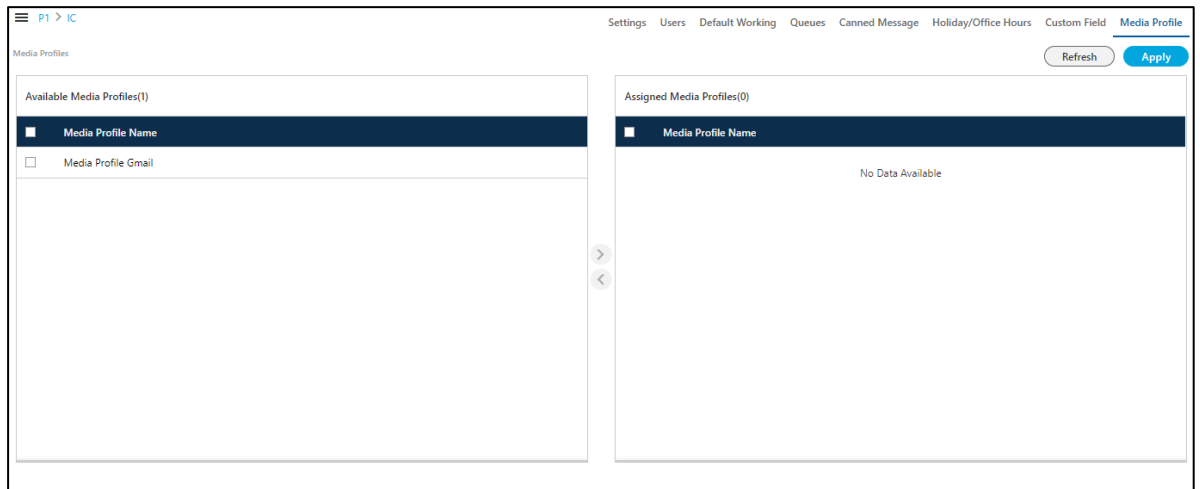 P1 > IC
Settings Users Default Working Queues Canned Message Holiday/Office Hours Custom Field Media Profile
Media Profiles
Refresh Apply
Available Media Profiles(1)
Media Profile Name
Media Profile Gmail
Assigned Media Profiles(0)
Media Profile Name
No Data Available